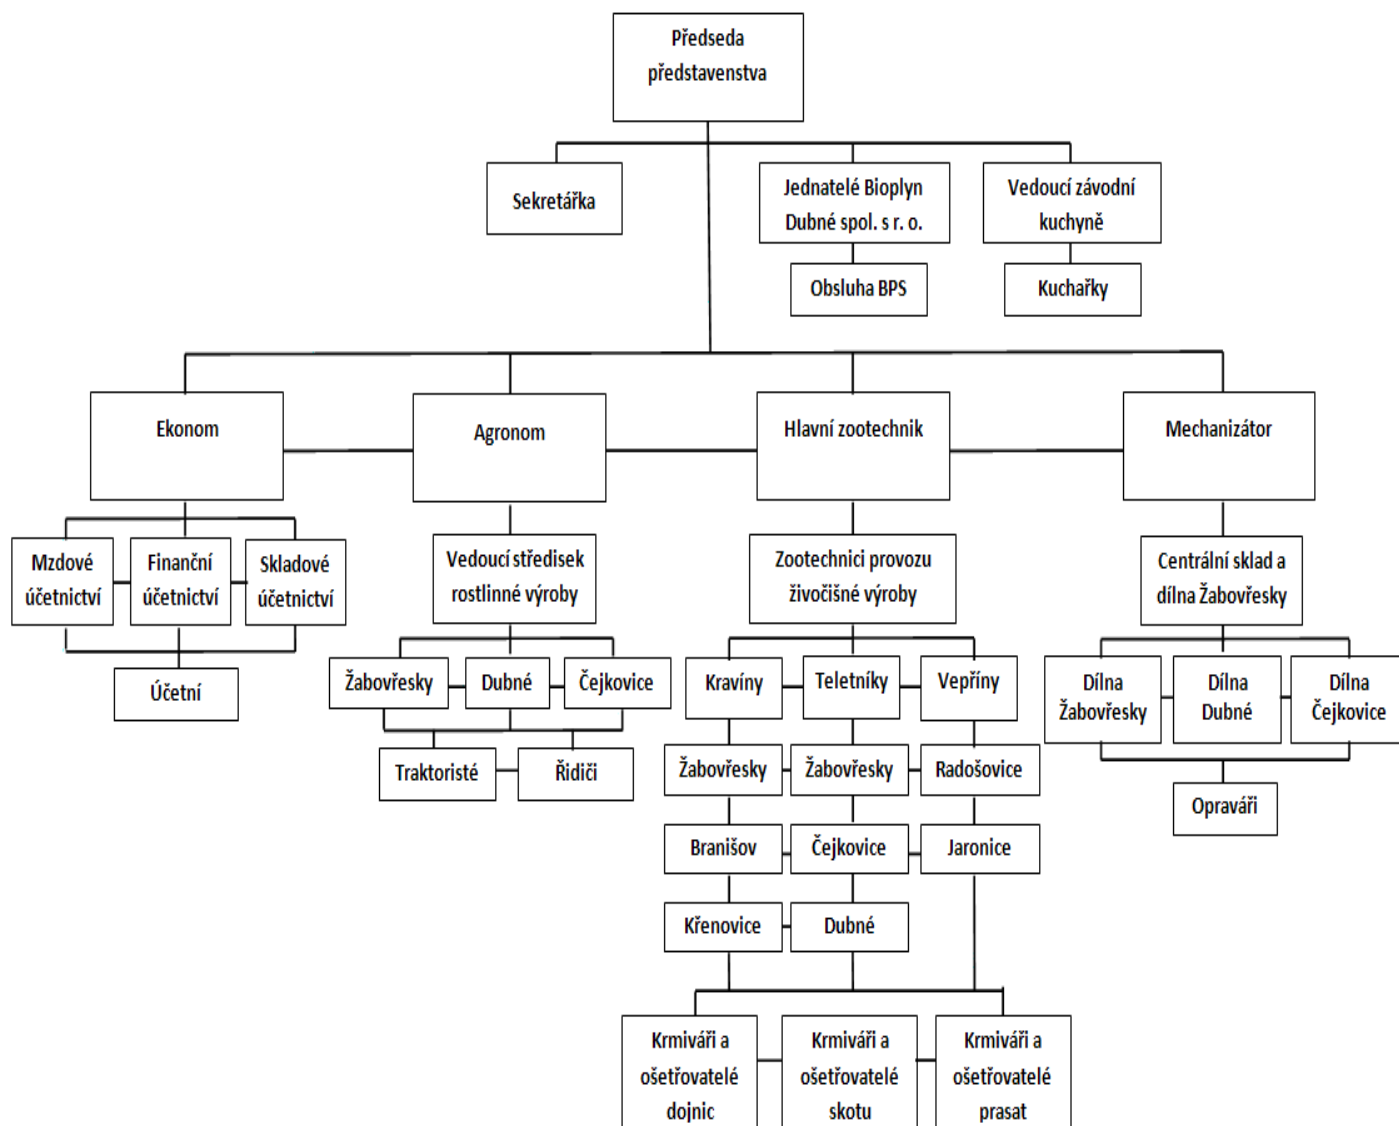 Předseda
představenstva
Sekretářka
Jednatelé Bioplyn
Dubné spol. s r. o.
Vedoucí závodní
kuchyně
Obsluha BPS
Kuchařky
Ekonom
Agronom
Hlavní zootechnik
Mechanizátor
Mzdové
účetnictví
Finanční
účetnictví
Skladové
účetnictví
Účetní
Vedoucí středisek
rostlinné výroby
Žabovřesky
Dubné
Čejkovice
Traktoristé
Řidiči
Zootechnici provozu
živočišné výroby
Kravíny
Teletníky
Vepříny
Žabovřesky
Žabovřesky
Radošovice
Branišov
Čejkovice
Jaronice
Křenovice
Dubné
Krmiváři a
ošetřovatelé
dojnic
Krmiváři a
ošetřovatelé
skotu
Krmiváři a
ošetřovatelé
prasat
Centrální sklad a
dílna Žabovřesky
Dílna
Žabovřesky
Dílna
Dubné
Dílna
Čejkovice
Opraváři